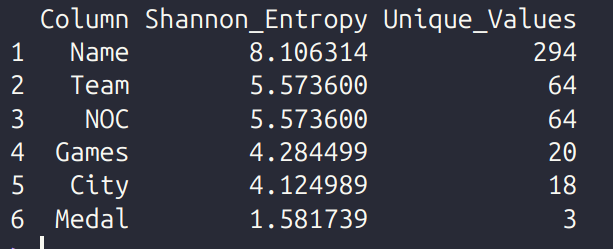 Column Shannon_Entropy Unique_Values
1 Name 8.106314 294
2 Team 5.573600 64
3 NOC 5.573600 64
4 Games 4.284499 20
5 City 4.124989 18
6 Medal 1.581739 3